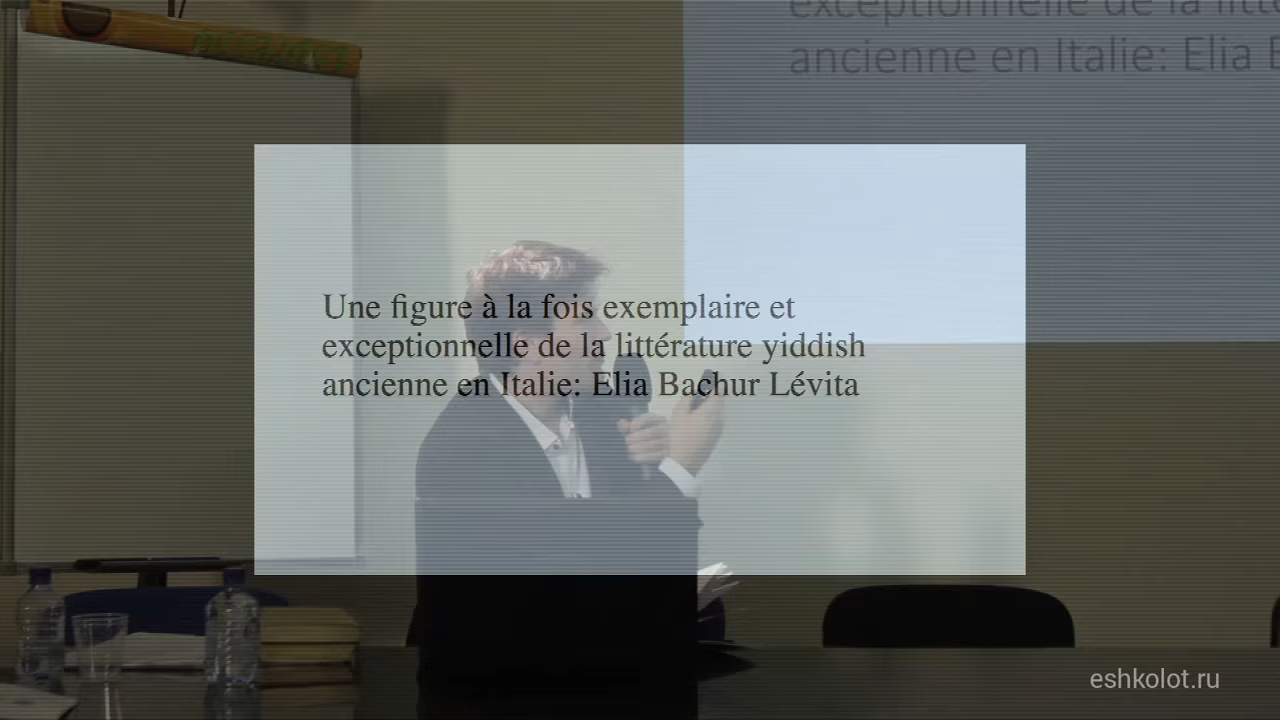 exceptionnelle de la litt
ancienne en Italie: Elia B
Une figure à la fois exemplaire et
exceptionnelle de la littérature yiddish
ancienne en Italie: Elia Bachur Lévita
eshkolot.ru